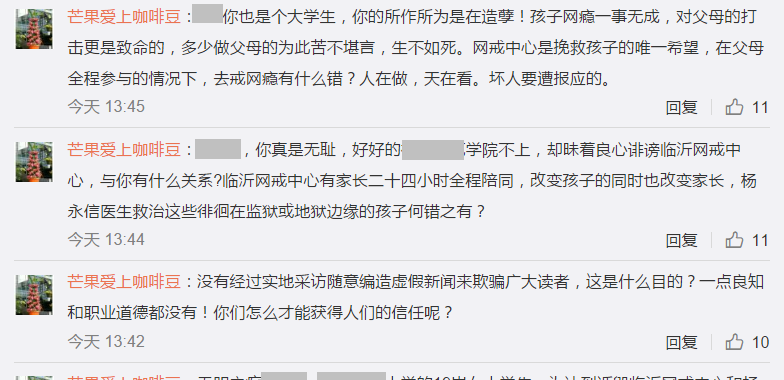 芒果爱上咖啡豆：你也是个大学生，你的所作所为是在造孽！孩子网瘾一事无成，对父母的打
击更是致命的，多少做父母的为此苦不堪言，生不如死。网戒中心是挽救孩子的唯一希望，在父母
全程参与的情况下，去戒网瘾有什么错？人在做，天在看。坏人要遭报应的。
今天 13:45
回复 11
芒果爱上咖啡豆：，你真是无耻，好好的学院不上，却昧着良心诽谤临沂网戒中
心，与你有什么关系?临沂网戒中心有家长二十四小时全程陪同，改变孩子的同时也改变家长，杨
永信医生救治这些徘徊在监狱或地狱边缘的孩子何错之有？
今天 13:44
回复 11
芒果爱上咖啡豆：没有经过实地采访随意编造虚假新闻来欺骗广大读者，这是什么目的？一点良知
和职业道德都没有！你们怎么才能获得人们的信任呢？
今天 13:42
回复 10
芒果爱上咖啡豆：